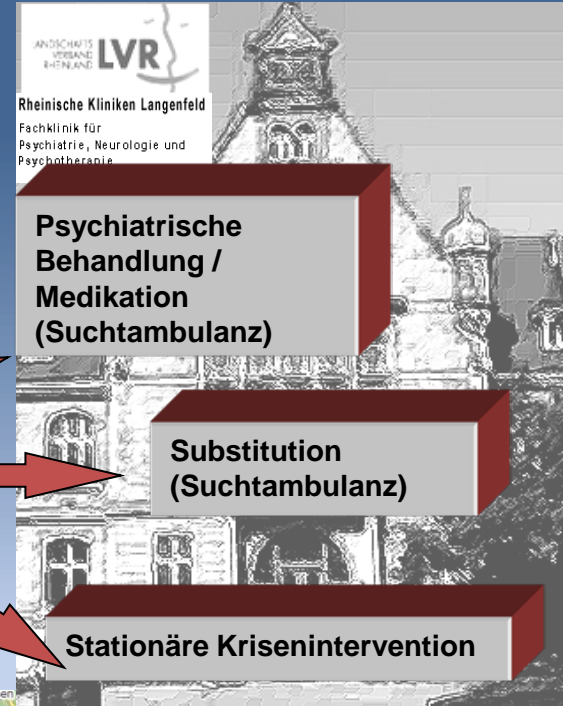 LANDSCHAFTS
VERBAND
RHEINLAND
LVR
Rheinische Kliniken Langenfeld
Fachklinik für
Psychiatrie, Neurologie und
Psychotherapie
Psychiatrische
Behandlung /
Medikation
(Suchtambulanz)
Substitution
(Suchtambulanz)
Stationäre Krisenintervention